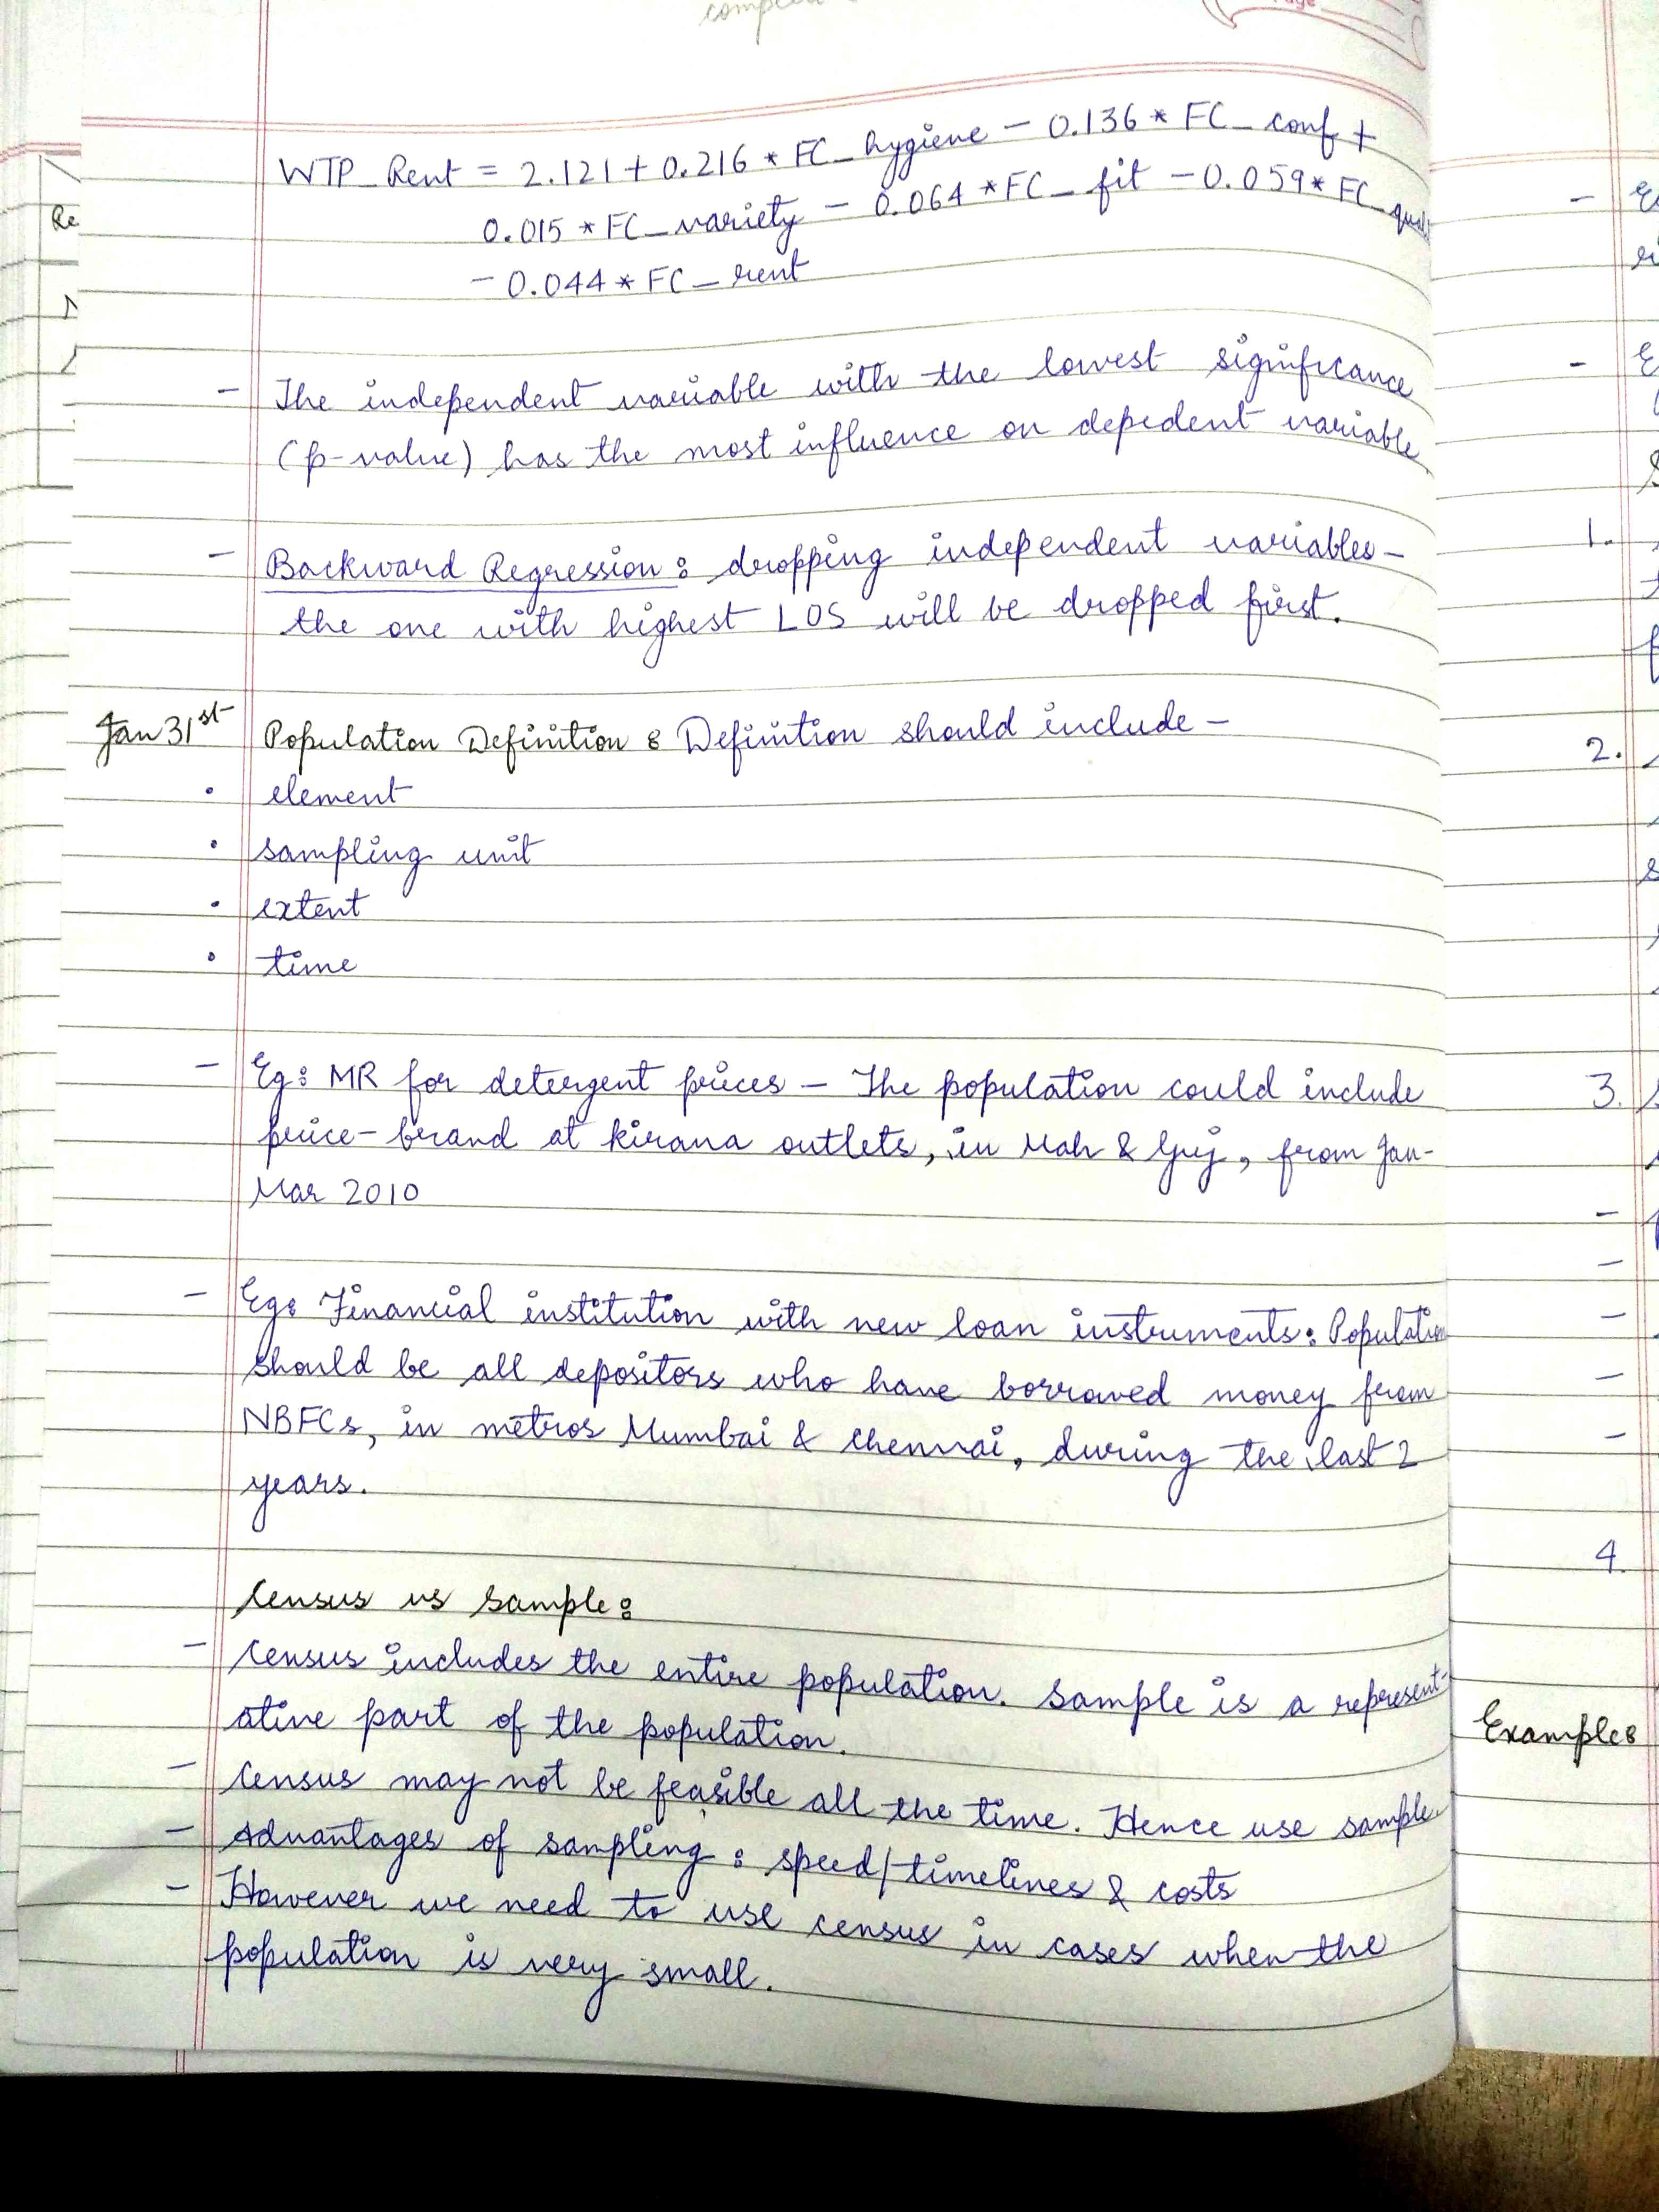 WTP_Rent = 2.121 + 0.216 * FC_hygiene - 0.136 * FC_conf +
0.015 * FC_variety - 0.064 * FC_fit - 0.059 * FC_
- 0.044 * FC_rent
- The independent variable with the lowest significance
(p-value) has the most influence on depedent variable
- Backward Regression: dropping independent variables-
the one with highest LOS will be dropped first.
Jan 31st Population Definition: Definition should include -
• element
• sampling unit
• extent
• time
- Eg: MR for detergent prices - The population could include
price-brand at kirana outlets, in Mah & Guj, from Jan-
Mar 2010
- Eg: Financial institution with new loan instruments: Population
should be all depositors who have borrowed money from
NBFCs, in metros Mumbai & Chennai, during the last 2
years.
Census vs Sample:
- Census includes the entire population. Sample is a represent-
ative part of the population.
- Census may not be feasible all the time. Hence use sample.
- Advantages of sampling: speed/timelines & costs
- However we need to use census in cases when the
population is very small.
Re
1.
2.
3.
4.
Examples